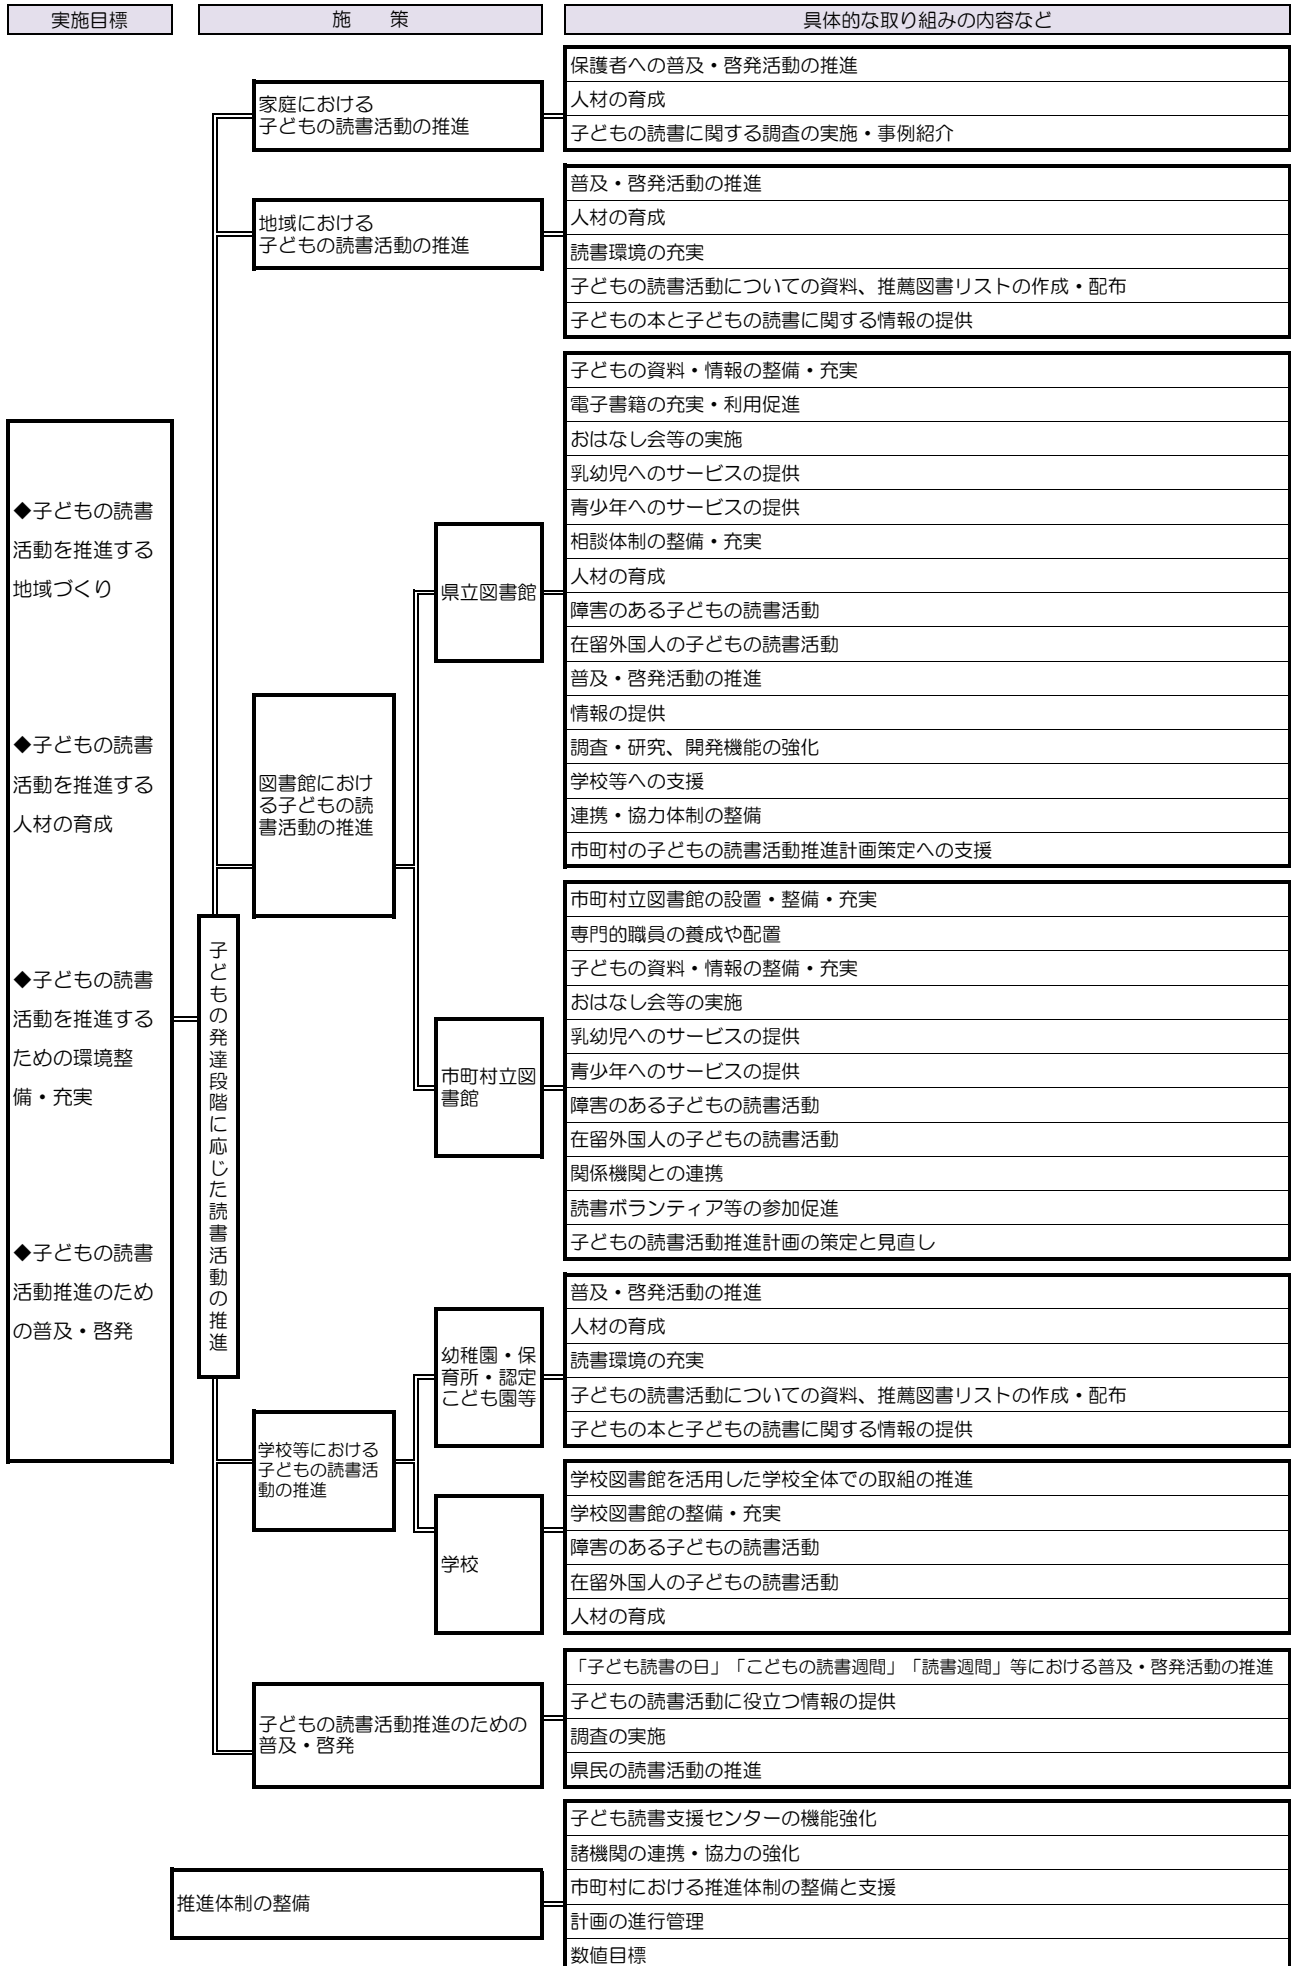 実施目標
施　策
具体的な取り組みの内容など
◆子どもの読書
活動を推進する
地域づくり
◆子どもの読書
活動を推進する
人材の育成
◆子どもの読書
活動を推進する
ための環境整
備・充実
◆子どもの読書
活動推進のため
の普及・啓発
子どもの発達段階に応じた読書活動の推進
家庭における
子どもの読書活動の推進
保護者への普及・啓発活動の推進
人材の育成
子どもの読書に関する調査の実施・事例紹介
地域における
子どもの読書活動の推進
普及・啓発活動の推進
人材の育成
読書環境の充実
子どもの読書活動についての資料、推薦図書リストの作成・配布
子どもの本と子どもの読書に関する情報の提供
図書館におけ
る子どもの読
書活動の推進
県立図書館
子どもの資料・情報の整備・充実
電子書籍の充実・利用促進
おはなし会等の実施
乳幼児へのサービスの提供
青少年へのサービスの提供
相談体制の整備・充実
人材の育成
障害のある子どもの読書活動
在留外国人の子どもの読書活動
普及・啓発活動の推進
情報の提供
調査・研究、開発機能の強化
学校等への支援
連携・協力体制の整備
市町村の子どもの読書活動推進計画策定への支援
市町村立図
書館
市町村立図書館の設置・整備・充実
専門的職員の養成や配置
子どもの資料・情報の整備・充実
おはなし会等の実施
乳幼児へのサービスの提供
青少年へのサービスの提供
障害のある子どもの読書活動
在留外国人の子どもの読書活動
関係機関との連携
読書ボランティア等の参加促進
子どもの読書活動推進計画の策定と見直し
学校等における
子どもの読書活
動の推進
幼稚園・保
育所・認定
こども園等
普及・啓発活動の推進
人材の育成
読書環境の充実
子どもの読書活動についての資料、推薦図書リストの作成・配布
子どもの本と子どもの読書に関する情報の提供
学校
学校図書館を活用した学校全体での取組の推進
学校図書館の整備・充実
障害のある子どもの読書活動
在留外国人の子どもの読書活動
人材の育成
子どもの読書活動推進のための
普及・啓発
「子ども読書の日」「こどもの読書週間」「読書週間」等における普及・啓発活動の推進
子どもの読書活動に役立つ情報の提供
調査の実施
県民の読書活動の推進
推進体制の整備
子ども読書支援センターの機能強化
諸機関の連携・協力の強化
市町村における推進体制の整備と支援
計画の進行管理
数値目標